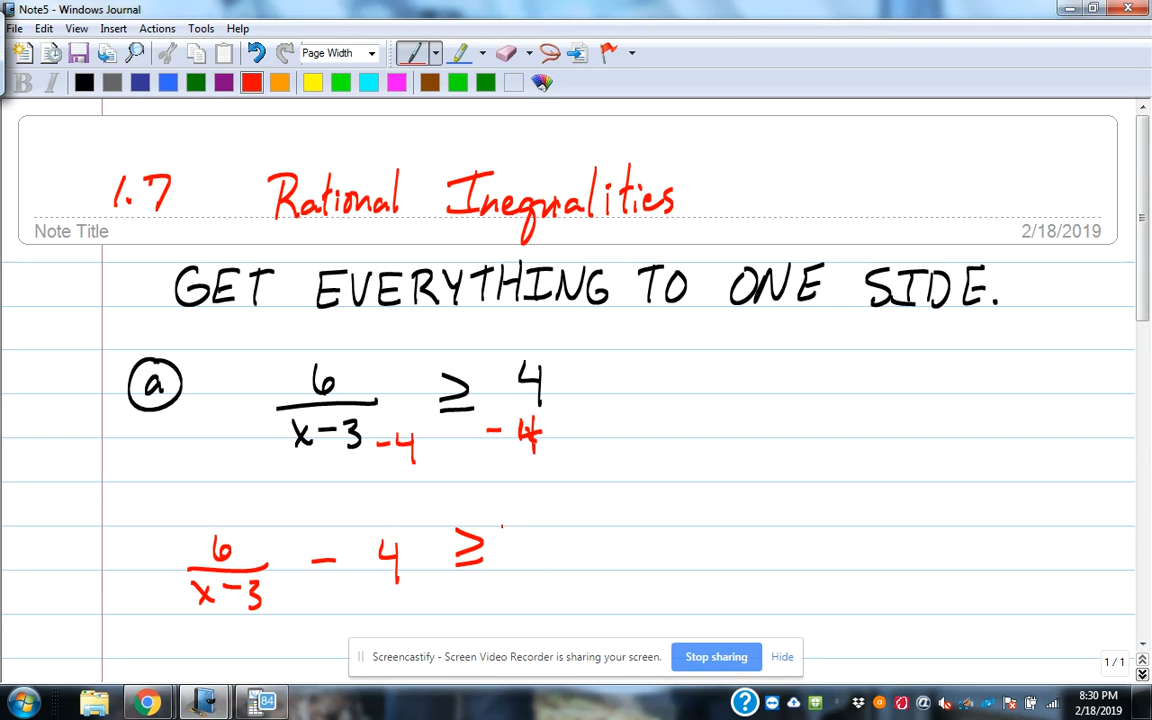 Note5 - Windows Journal
File Edit View Insert Actions Tools Help
Page Width
B I
1.7 Rational Inequalities
Note Title 2/18/2019
GET EVERYTHING TO ONE SIDE.
a 6/(x-3) ≥ 4
-4 -4
6/(x-3) - 4 ≥
Screencastify - Screen Video Recorder is sharing your screen. Stop sharing Hide
1 / 1
84
8:30 PM
2/18/2019